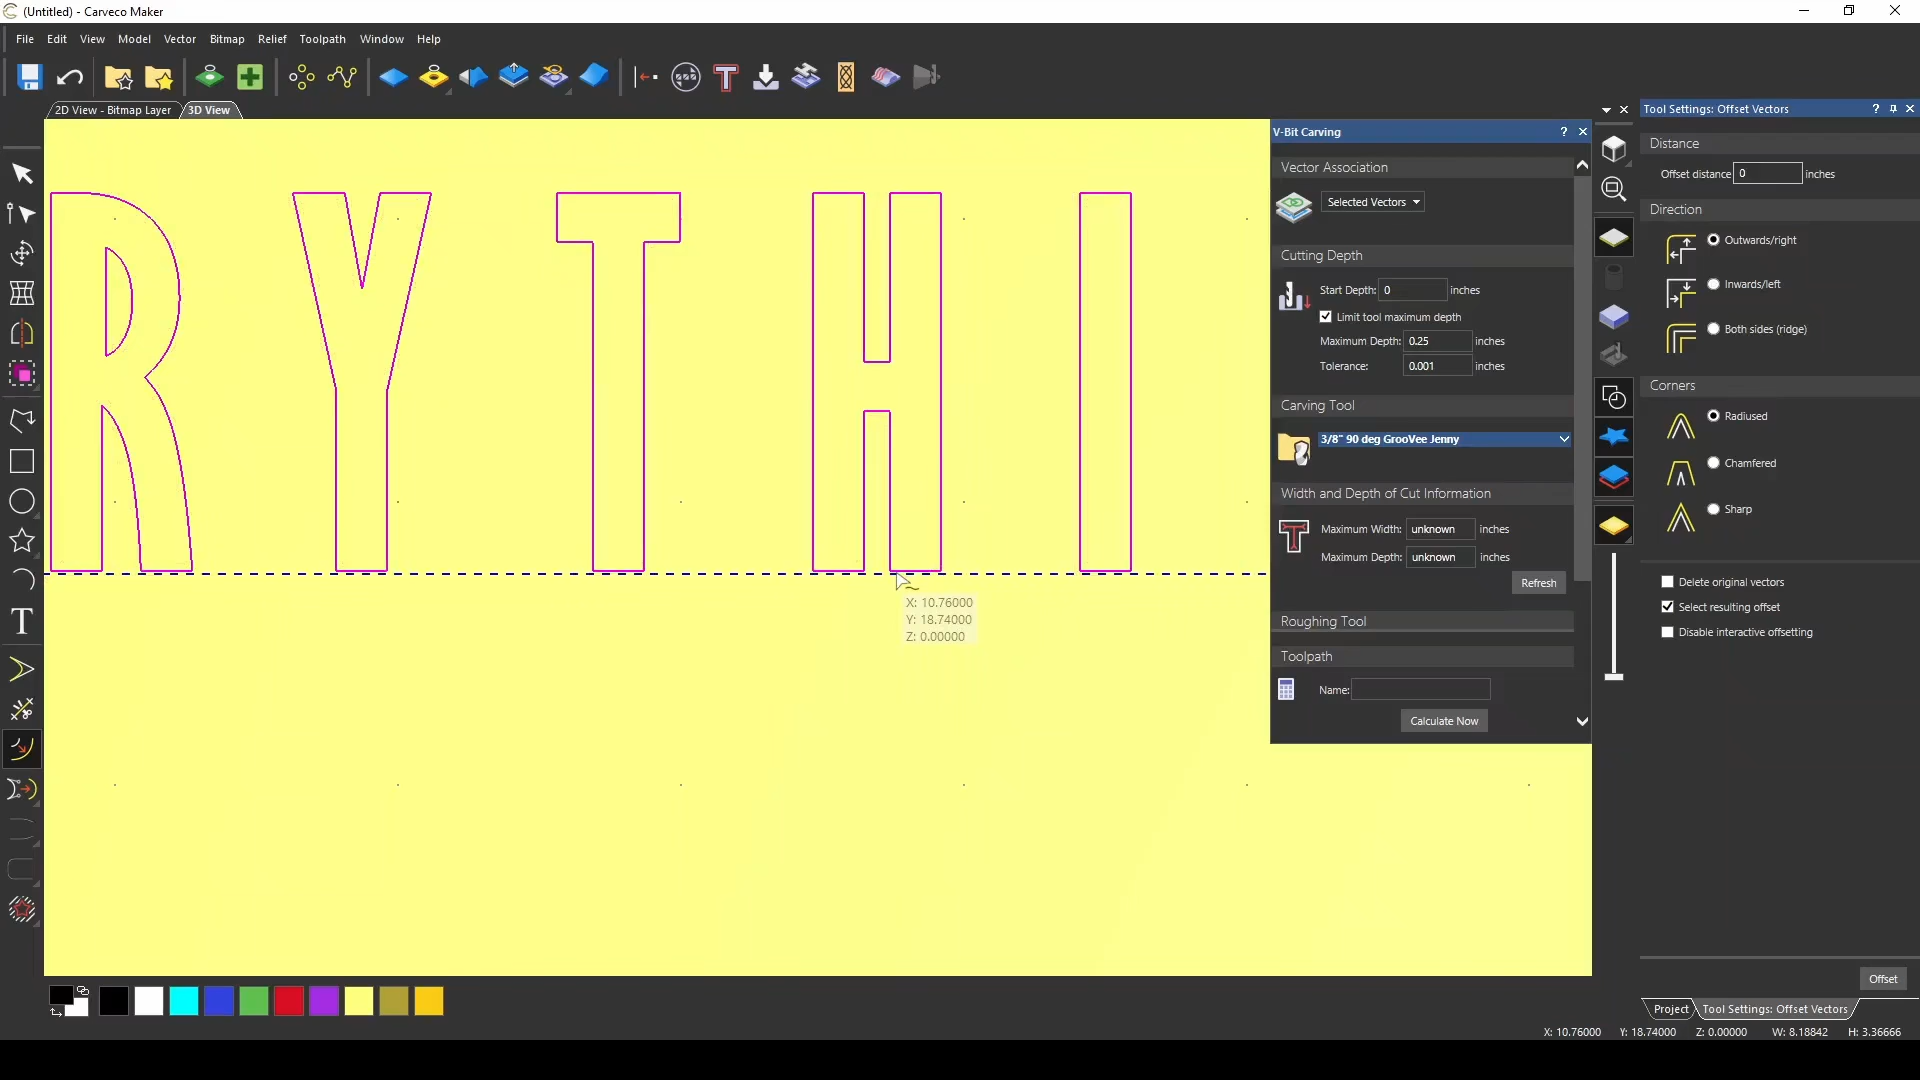 (Untitled) - Carveco Maker
File Edit View Model Vector Bitmap Relief Toolpath Window Help
2D View - Bitmap Layer 3D View
R Y T H I
X: 10.76000
Y: 18.74000
Z: 0.00000
V-Bit Carving ?
Vector Association
Selected Vectors
Cutting Depth
Start Depth: 0 inches
Limit tool maximum depth
Maximum Depth: 0.25 inches
Tolerance: 0.001 inches
Carving Tool
3/8" 90 deg GrooVee Jenny
Width and Depth of Cut Information
Maximum Width: unknown inches
Maximum Depth: unknown inches
Refresh
Roughing Tool
Toolpath
Name:
Calculate Now
Tool Settings: Offset Vectors ?
Distance
Offset distance 0 inches
Direction
Outwards/right
Inwards/left
Both sides (ridge)
Corners
Radiused
Chamfered
Sharp
Delete original vectors
Select resulting offset
Disable interactive offsetting
Offset
Project Tool Settings: Offset Vectors
X: 10.76000 Y: 18.74000 Z: 0.00000 W: 8.18842 H: 3.36666